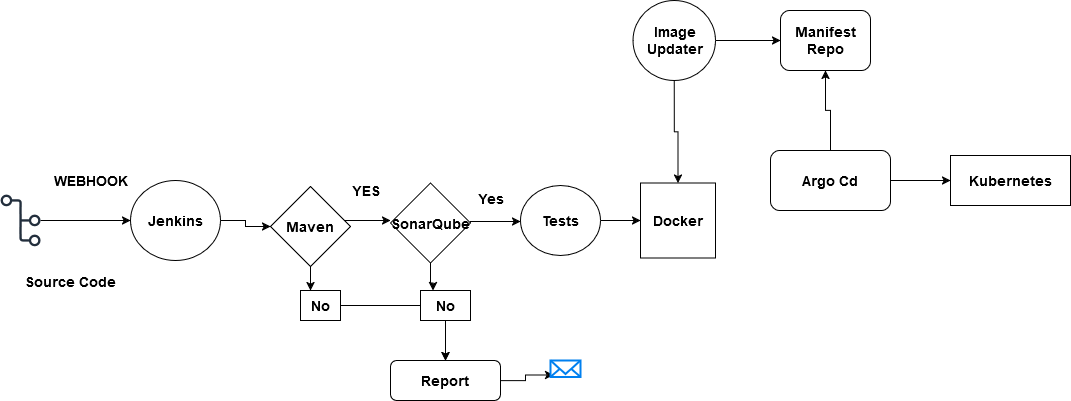 Image
Updater
Manifest
Repo
WEBHOOK
YES
Yes
Argo Cd
Kubernetes
Jenkins
Maven
SonarQube
Tests
Docker
Source Code
No
No
Report